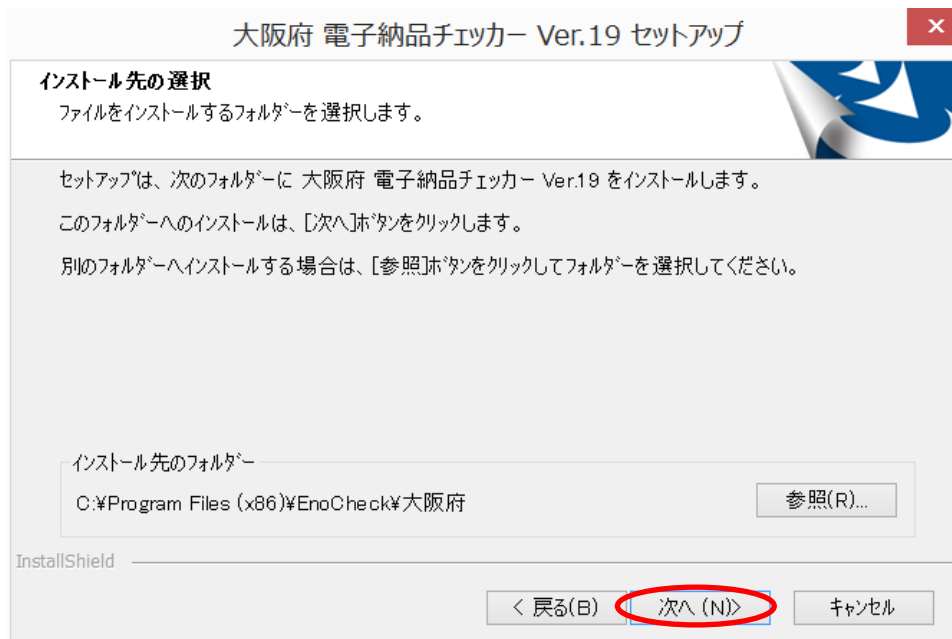 大阪府 電子納品チェッカー Ver.19 セットアップ
インストール先の選択
ファイルをインストールするフォルダーを選択します。
セットアップは、次のフォルダーに 大阪府 電子納品チェッカー Ver.19 をインストールします。
このフォルダーへのインストールは、[次へ]ボタンをクリックします。
別のフォルダーへインストールする場合は、[参照]ボタンをクリックしてフォルダーを選択してください。
インストール先のフォルダー
C:¥Program Files (x86)¥EnoCheck¥大阪府
参照(R)...
InstallShield
< 戻る(B)
次へ (N)>
キャンセル